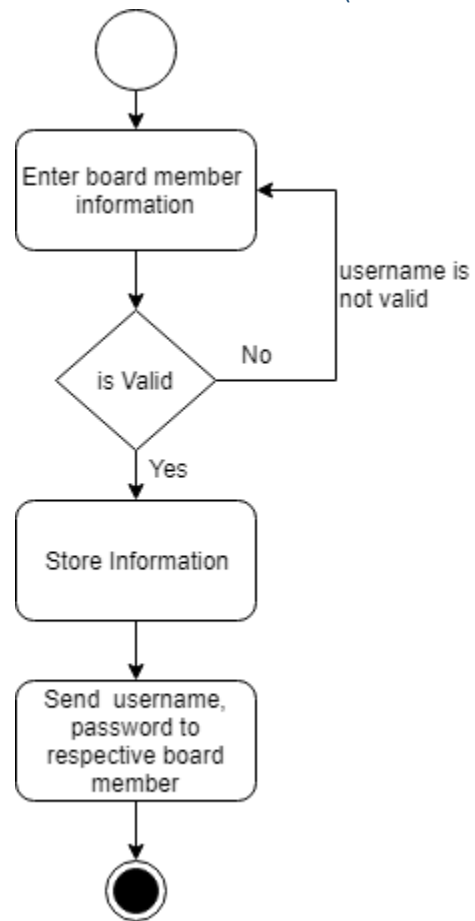 Enter board member
information
username is
not valid
No
is Valid
Yes
Store Information
Send username,
password to
respective board
member